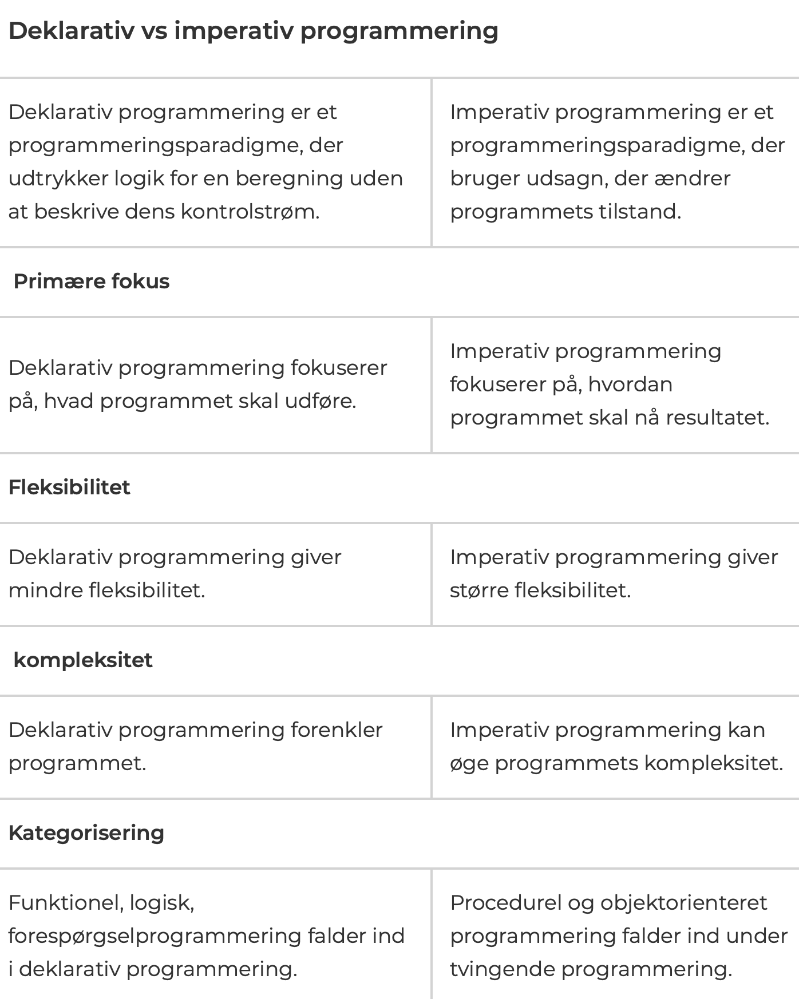 Deklarativ vs imperativ programmering
Deklarativ programmering er et
programmeringsparadigme, der
udtrykker logik for en beregning uden
at beskrive dens kontrolstrøm.
Imperativ programmering er et
programmeringsparadigme, der
bruger udsagn, der ændrer
programmets tilstand.
Primære fokus
Deklarativ programmering fokuserer
på, hvad programmet skal udføre.
Imperativ programmering
fokuserer på, hvordan
programmet skal nå resultatet.
Fleksibilitet
Deklarativ programmering giver
mindre fleksibilitet.
Imperativ programmering giver
større fleksibilitet.
kompleksitet
Deklarativ programmering forenkler
programmet.
Imperativ programmering kan
øge programmets kompleksitet.
Kategorisering
Funktionel, logisk,
forespørgselprogrammering falder ind
i deklarativ programmering.
Procedurel og objektorienteret
programmering falder ind under
tvingende programmering.